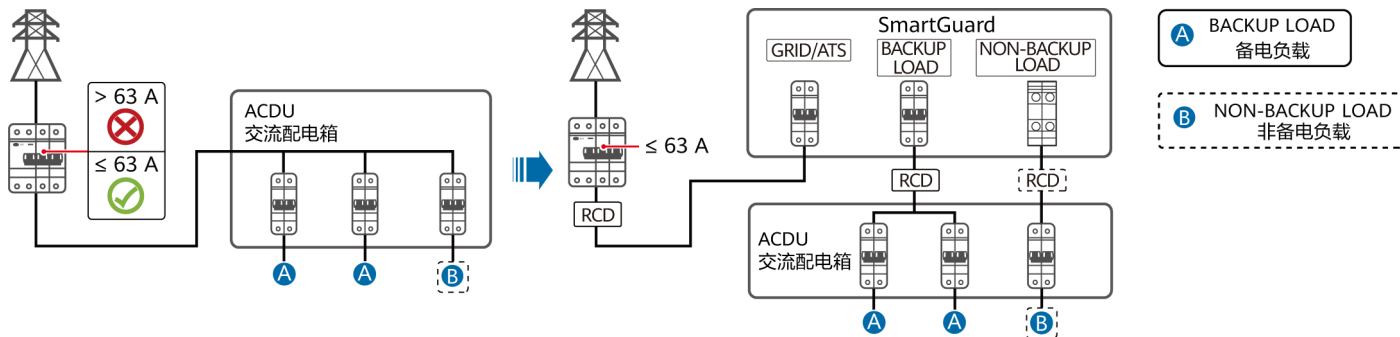 > 63 A
≤ 63 A
ACDU
交流配电箱
A
A
B
≤ 63 A
RCD
SmartGuard
GRID/ATS
BACKUP
LOAD
NON-BACKUP
LOAD
RCD
RCD
ACDU
交流配电箱
A
A
B
A
BACKUP LOAD
备电负载
B
NON-BACKUP LOAD
非备电负载